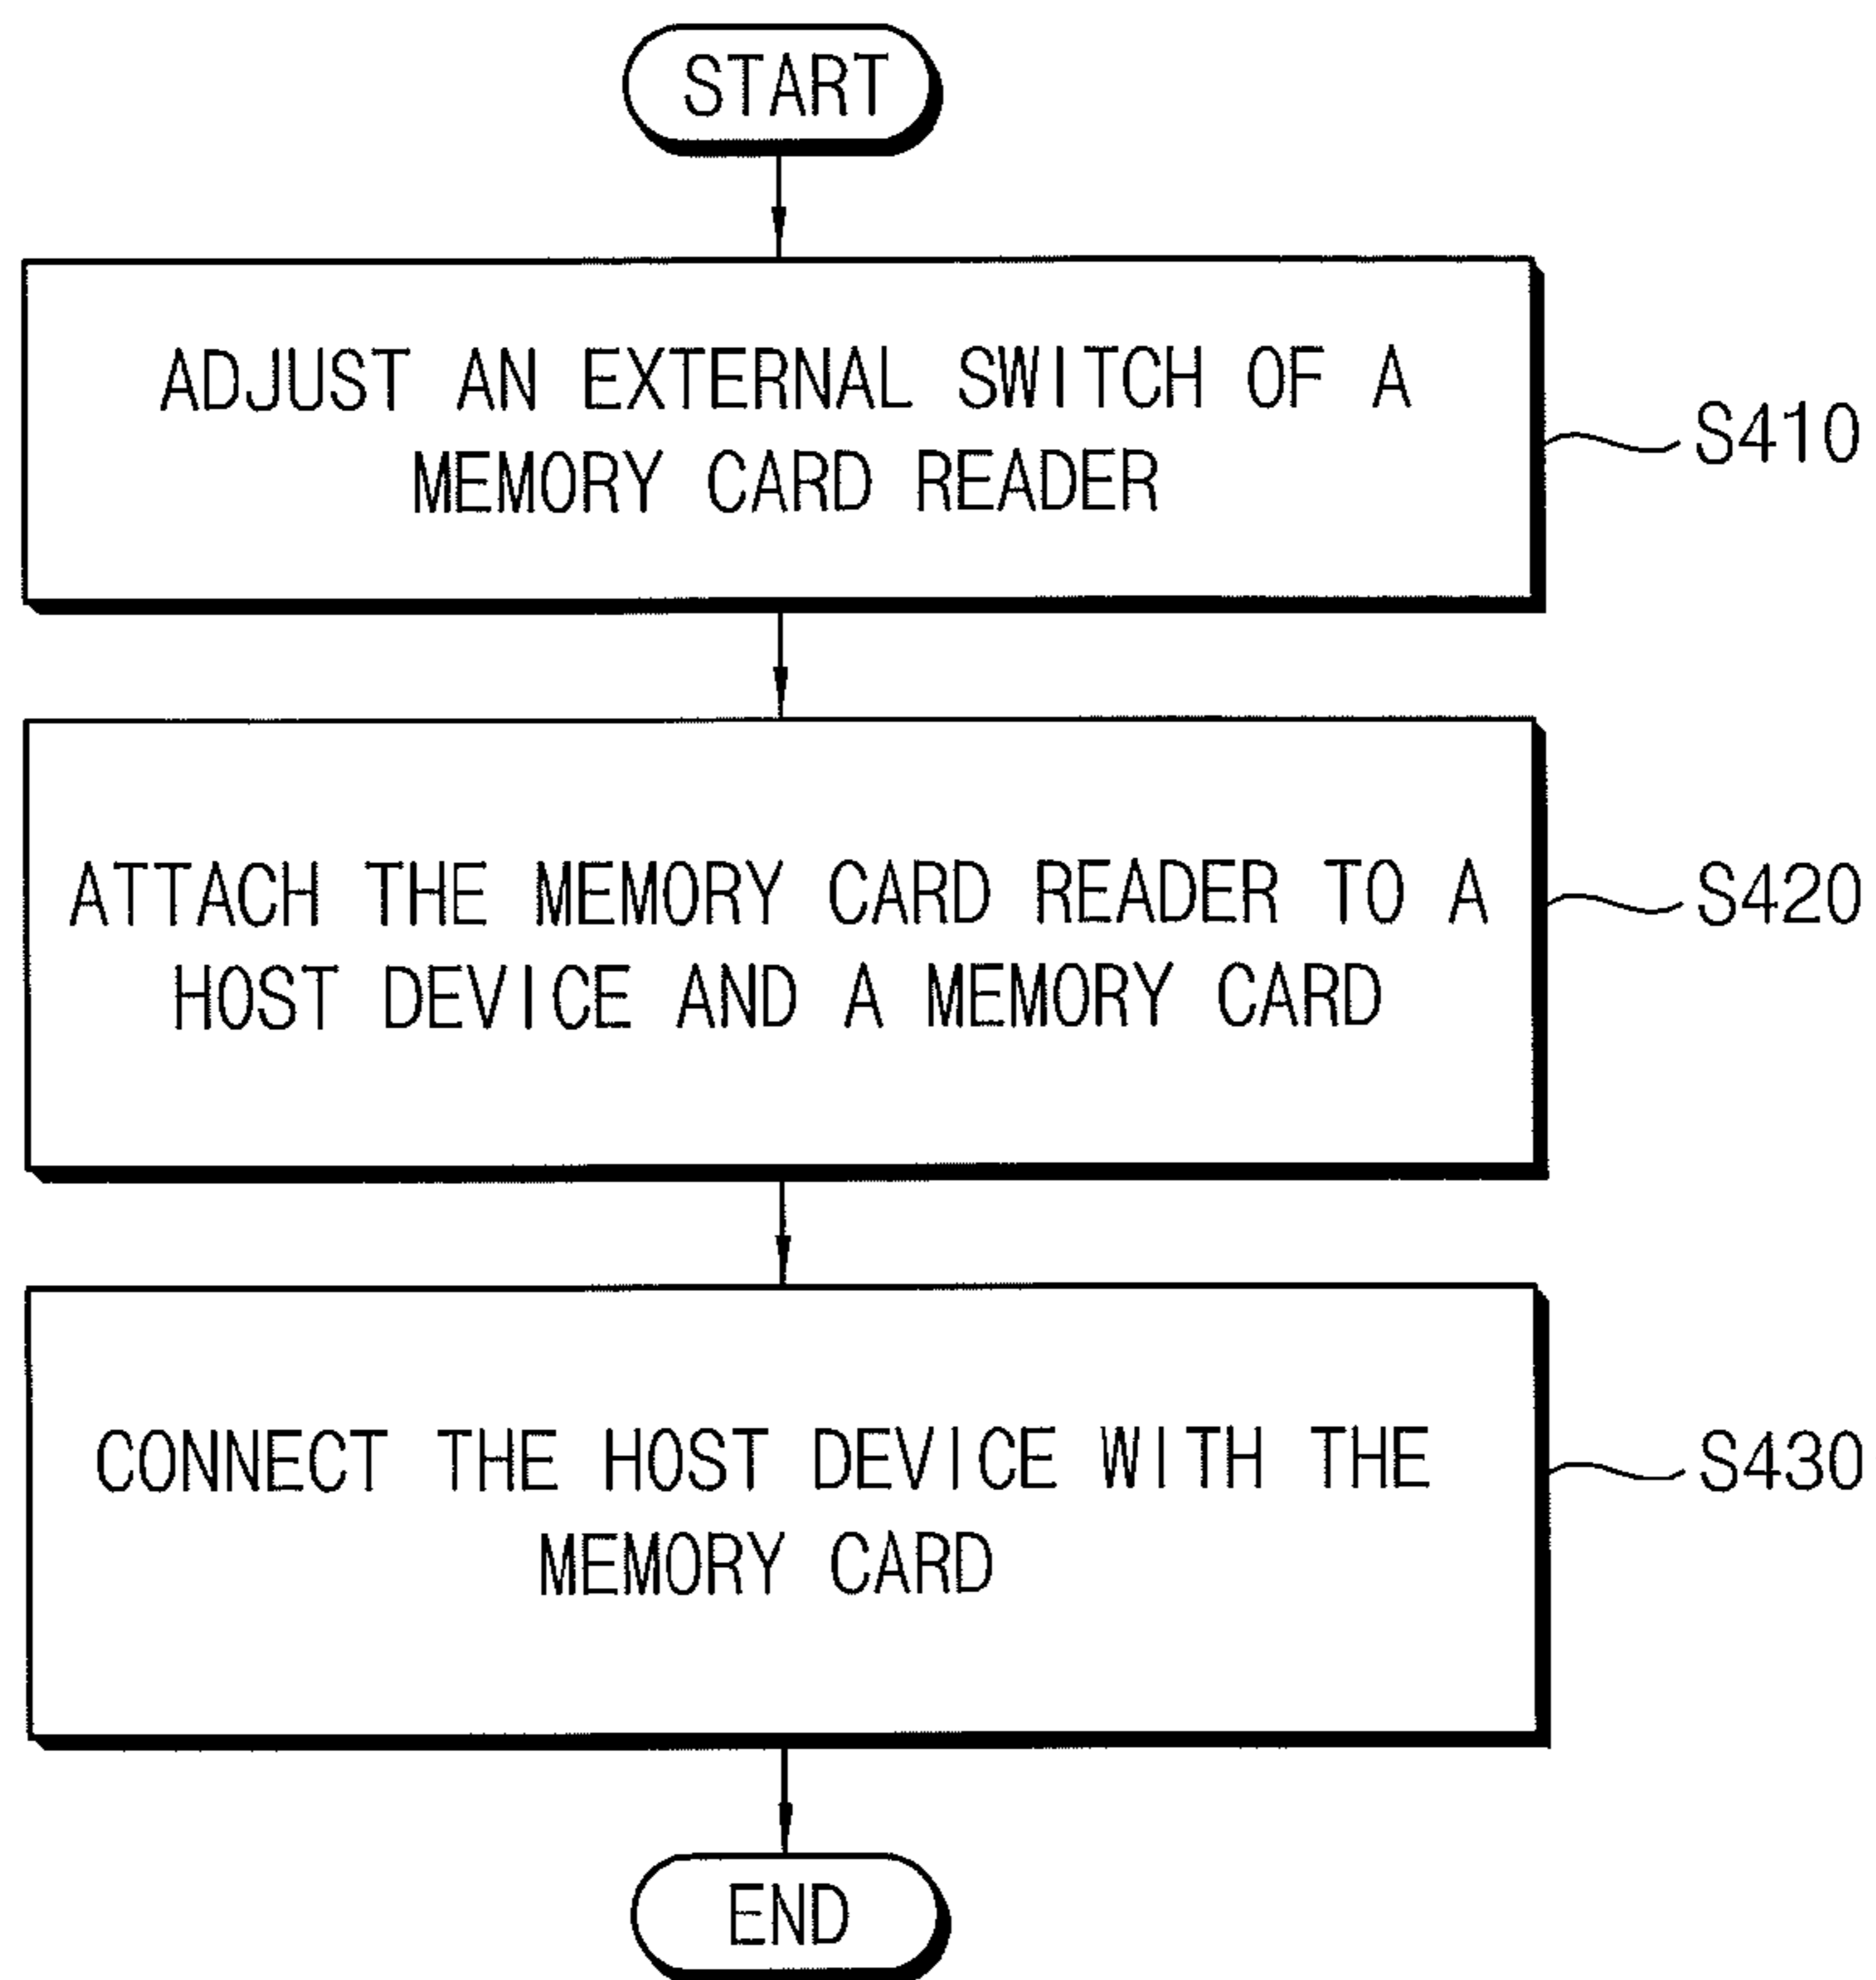 START
ADJUST AN EXTERNAL SWITCH OF A
MEMORY CARD READER
S410
ATTACH THE MEMORY CARD READER TO A
HOST DEVICE AND A MEMORY CARD
S420
CONNECT THE HOST DEVICE WITH THE
MEMORY CARD
S430
END